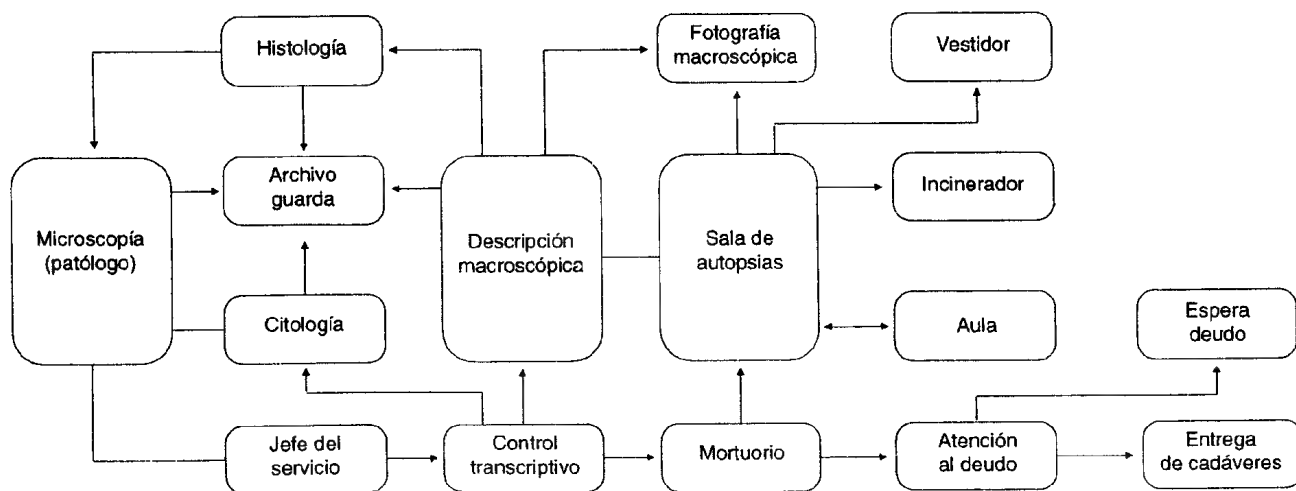 Histología
Fotografía
macroscópica
Vestidor
Archivo
guarda
Incinerador
Microscopía
(patólogo)
Descripción
macroscópica
Sala de
autopsias
Citología
Aula
Espera
deudo
Jefe del
servicio
Control
transcriptivo
Mortuorio
Atención
al deudo
Entrega
de cadáveres